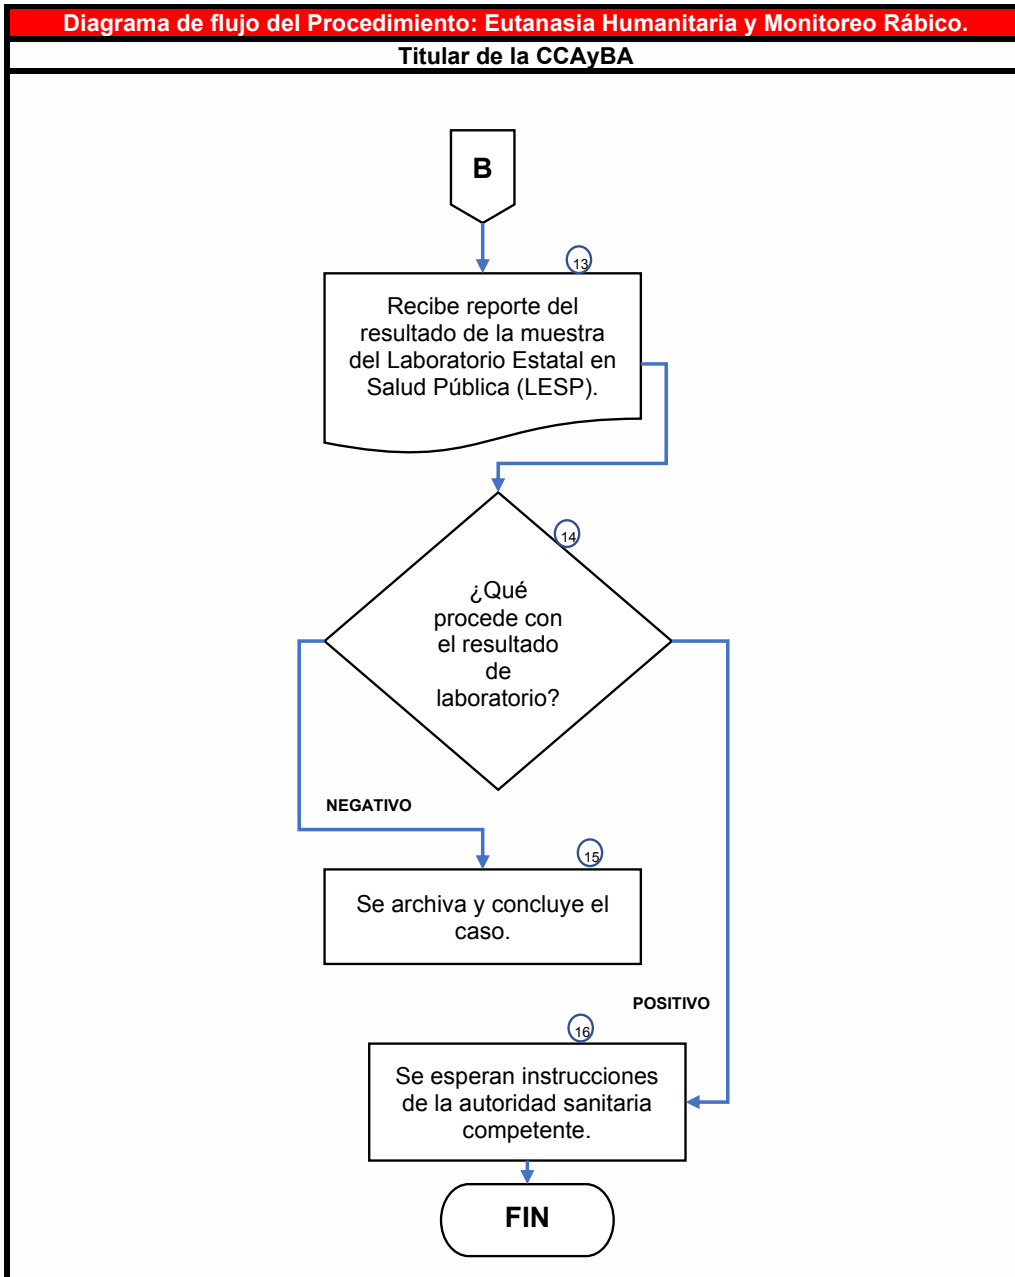 Diagrama de flujo del Procedimiento: Eutanasia Humanitaria y Monitoreo Rábico.
Titular de la CCAyBA
B
13
Recibe reporte del
resultado de la muestra
del Laboratorio Estatal en
Salud Pública (LESP).
14
¿Qué
procede con
el resultado
de
laboratorio?
NEGATIVO
15
Se archiva y concluye el
caso.
POSITIVO
16
Se esperan instrucciones
de la autoridad sanitaria
competente.
FIN